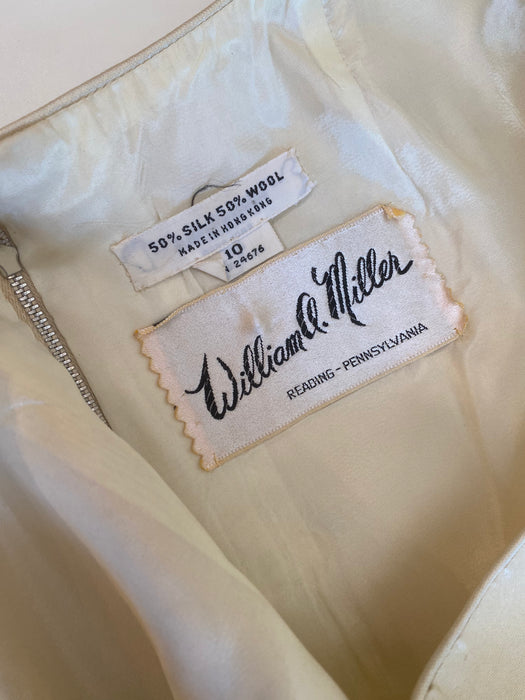 50% SILK 50% WOOL
MADE IN HONG KONG
10
24676
William A. Miller
READING-PENNSYLVANIA